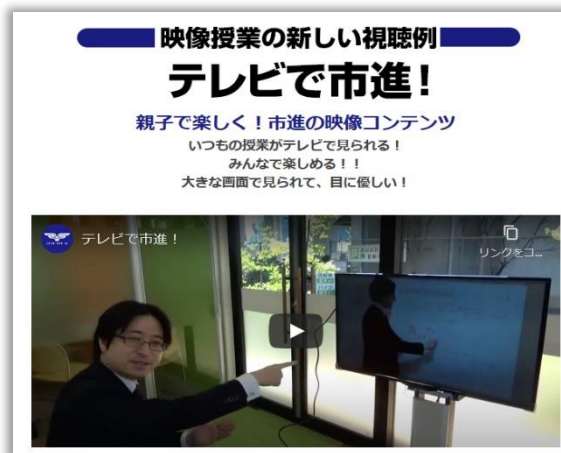 映像授業の新しい視聴例
テレビで市進！
親子で楽しく！市進の映像コンテンツ
いつもの授業がテレビで見られる！
みんなで楽しめる！！
大きな画面で見られて、目に優しい！
テレビで市進！
リンクをコ...